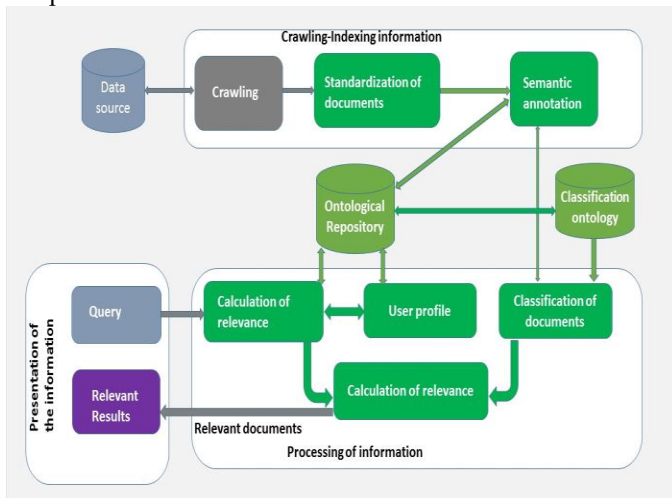 Crawling-Indexing information
Data
source
Crawling
Standardization of
documents
Semantic
annotation
Ontological
Repository
Classification
ontology
Presentation of
the information
Query
Calculation of
relevance
User profile
Classification of
documents
Relevant
Results
Calculation of relevance
Relevant documents
Processing of information